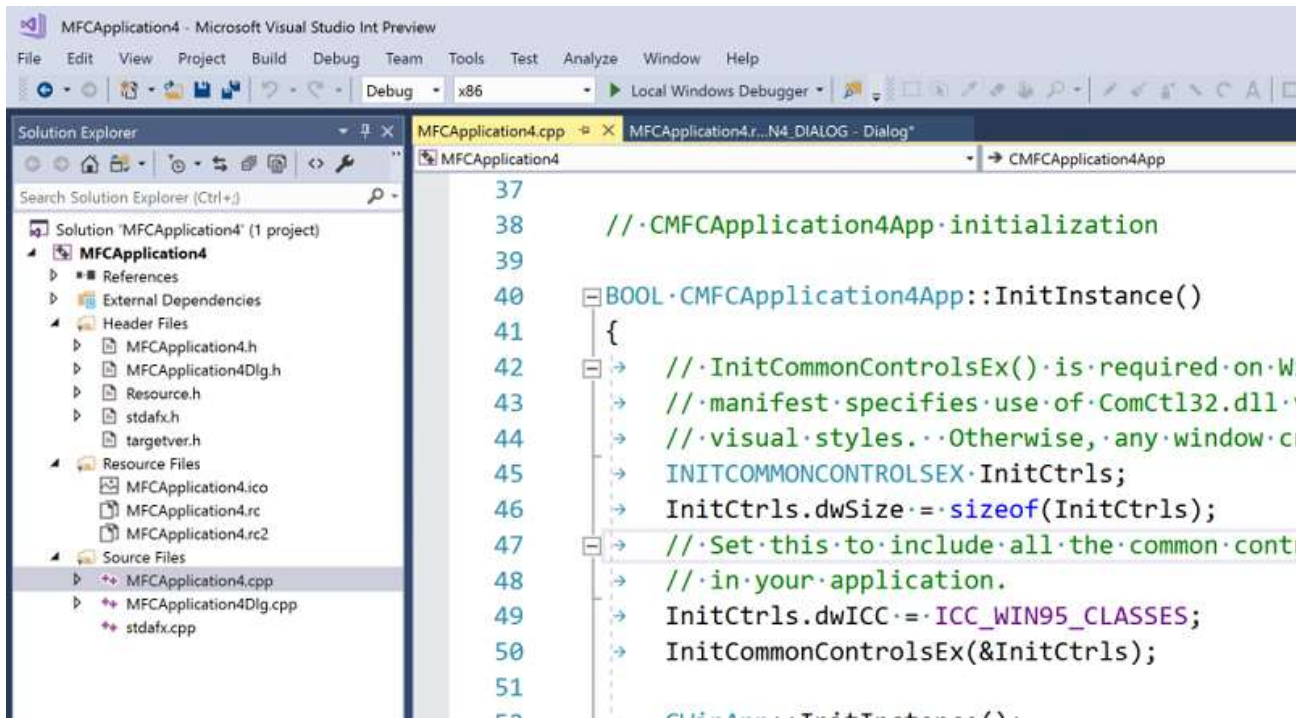 MFCApplication4 - Microsoft Visual Studio Int Preview
File Edit View Project Build Debug Team Tools Test Analyze Window Help
Debug x86 Local Windows Debugger
Solution Explorer
Search Solution Explorer (Ctrl+;)
Solution 'MFCApplication4' (1 project)
MFCApplication4
References
External Dependencies
Header Files
MFCApplication4.h
MFCApplication4Dlg.h
Resource.h
stdafx.h
targetver.h
Resource Files
MFCApplication4.ico
MFCApplication4.rc
MFCApplication4.rc2
Source Files
MFCApplication4.cpp
MFCApplication4Dlg.cpp
stdafx.cpp
MFCApplication4.cpp MFCApplication4.r...N4_DIALOG - Dialog*
MFCApplication4 CMFCApplication4App
37
38 //·CMFCApplication4App·initialization
39
40 BOOL·CMFCApplication4App::InitInstance()
41 {
42 //·InitCommonControlsEx()·is·required·on
43 //·manifest·specifies·use·of·ComCtl32.dll
44 //·visual·styles.··Otherwise,·any·window
45 INITCOMMONCONTROLSEX·InitCtrls;
46 InitCtrls.dwSize·=·sizeof(InitCtrls);
47 //·Set·this·to·include·all·the·common
48 //·in·your·application.
49 InitCtrls.dwICC·=·ICC_WIN95_CLASSES;
50 InitCommonControlsEx(&InitCtrls);
51